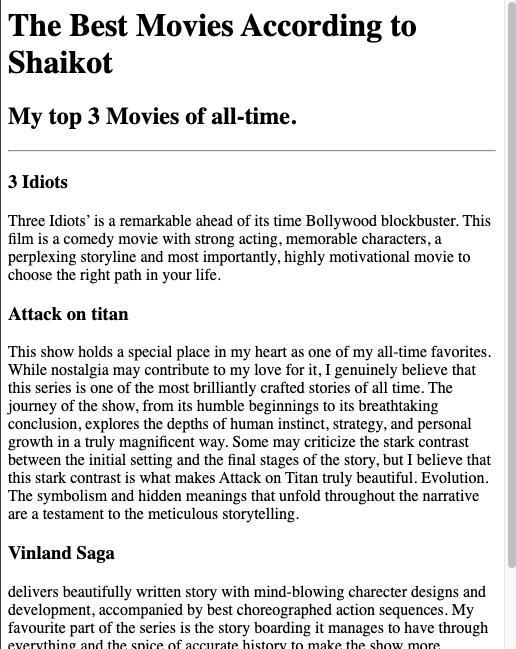 The Best Movies According to
Shaikot
My top 3 Movies of all-time.
3 Idiots
Three Idiots’ is a remarkable ahead of its time Bollywood blockbuster. This
film is a comedy movie with strong acting, memorable characters, a
perplexing storyline and most importantly, highly motivational movie to
choose the right path in your life.
Attack on titan
This show holds a special place in my heart as one of my all-time favorites.
While nostalgia may contribute to my love for it, I genuinely believe that
this series is one of the most brilliantly crafted stories of all time. The
journey of the show, from its humble beginnings to its breathtaking
conclusion, explores the depths of human instinct, strategy, and personal
growth in a truly magnificent way. Some may criticize the stark contrast
between the initial setting and the final stages of the story, but I believe that
this stark contrast is what makes Attack on Titan truly beautiful. Evolution.
The symbolism and hidden meanings that unfold throughout the narrative
are a testament to the meticulous storytelling.
Vinland Saga
delivers beautifully written story with mind-blowing charecter designs and
development, accompanied by best choreographed action sequences. My
favourite part of the series is the story boarding it manages to have through
everything and the spice of accurate history to make the show more